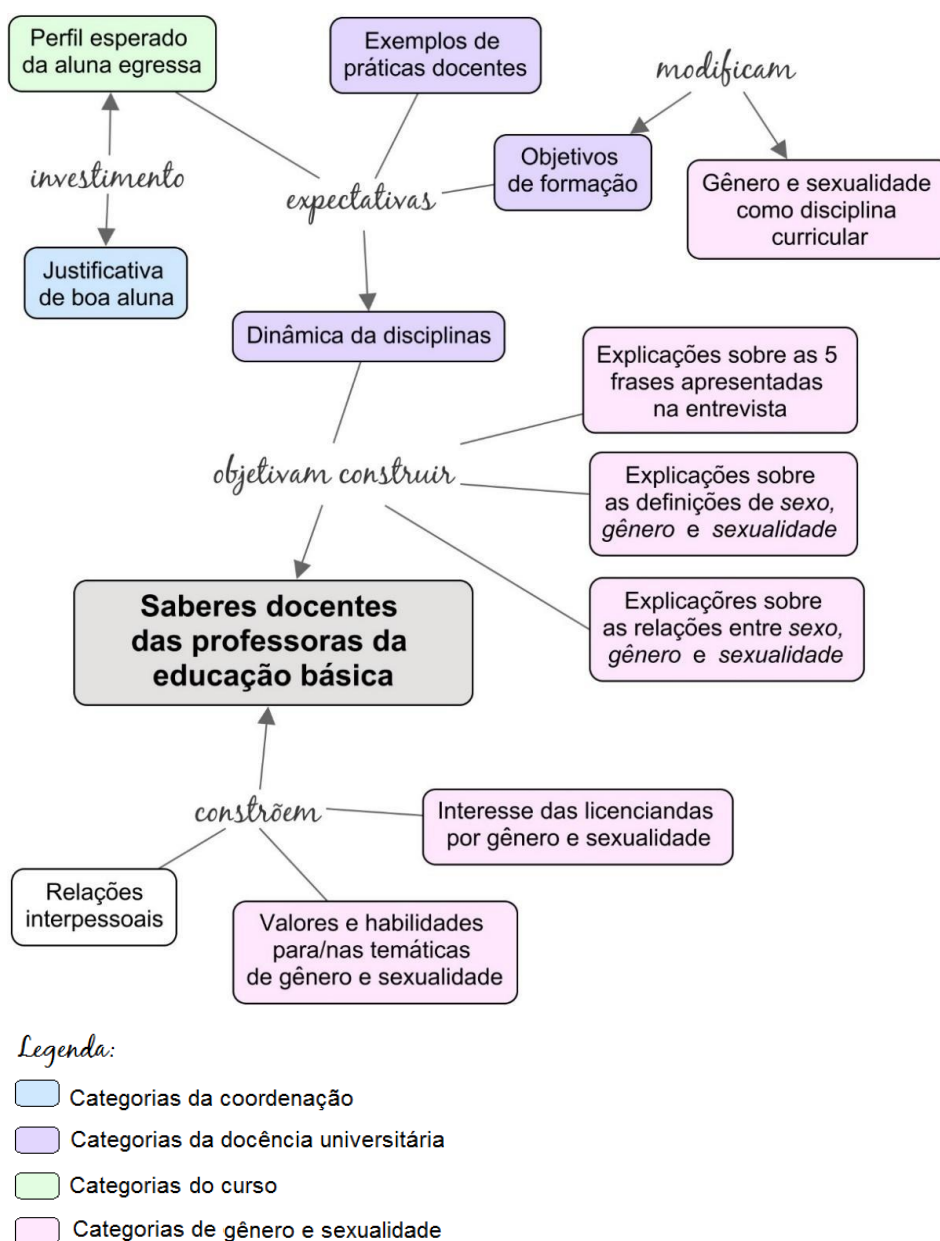 Perfil esperado
da aluna egressa
Exemplos de
práticas docentes
modificam
investimento
expectativas
Objetivos
de formação
Gênero e sexualidade
como disciplina
curricular
Justificativa
de boa aluna
Dinâmica da disciplinas
Explicações sobre as 5
frases apresentadas
na entrevista
objetivam construir
Explicações sobre
as definições de sexo,
gênero e sexualidade
Saberes docentes
das professoras da
educação básica
Explicaçõres sobre
as relações entre sexo,
gênero e sexualidade
constrõem
Interesse das licenciandas
por gênero e sexualidade
Relações
interpessoais
Valores e habilidades
para/nas temáticas
de gênero e sexualidade
Legenda:
Categorias da coordenação
Categorias da docência universitária
Categorias do curso
Categorias de gênero e sexualidade